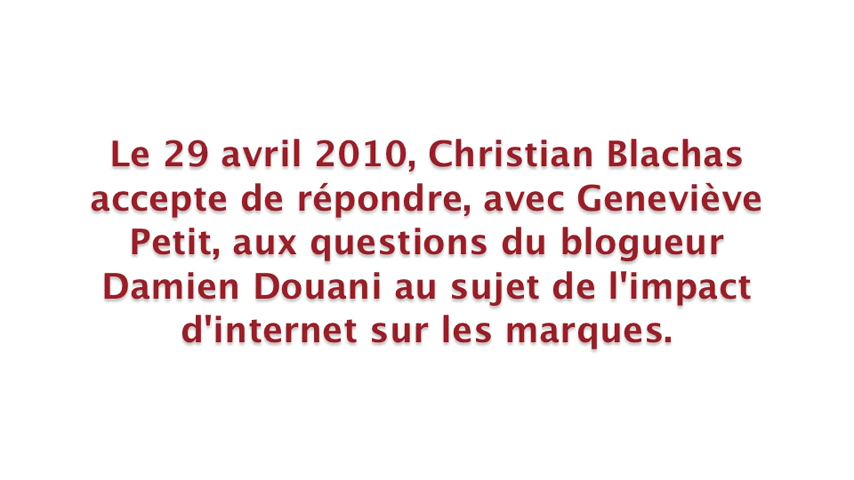 Le 29 avril 2010, Christian Blachas
accepte de répondre, avec Geneviève
Petit, aux questions du blogueur
Damien Douani au sujet de l'impact
d'internet sur les marques.